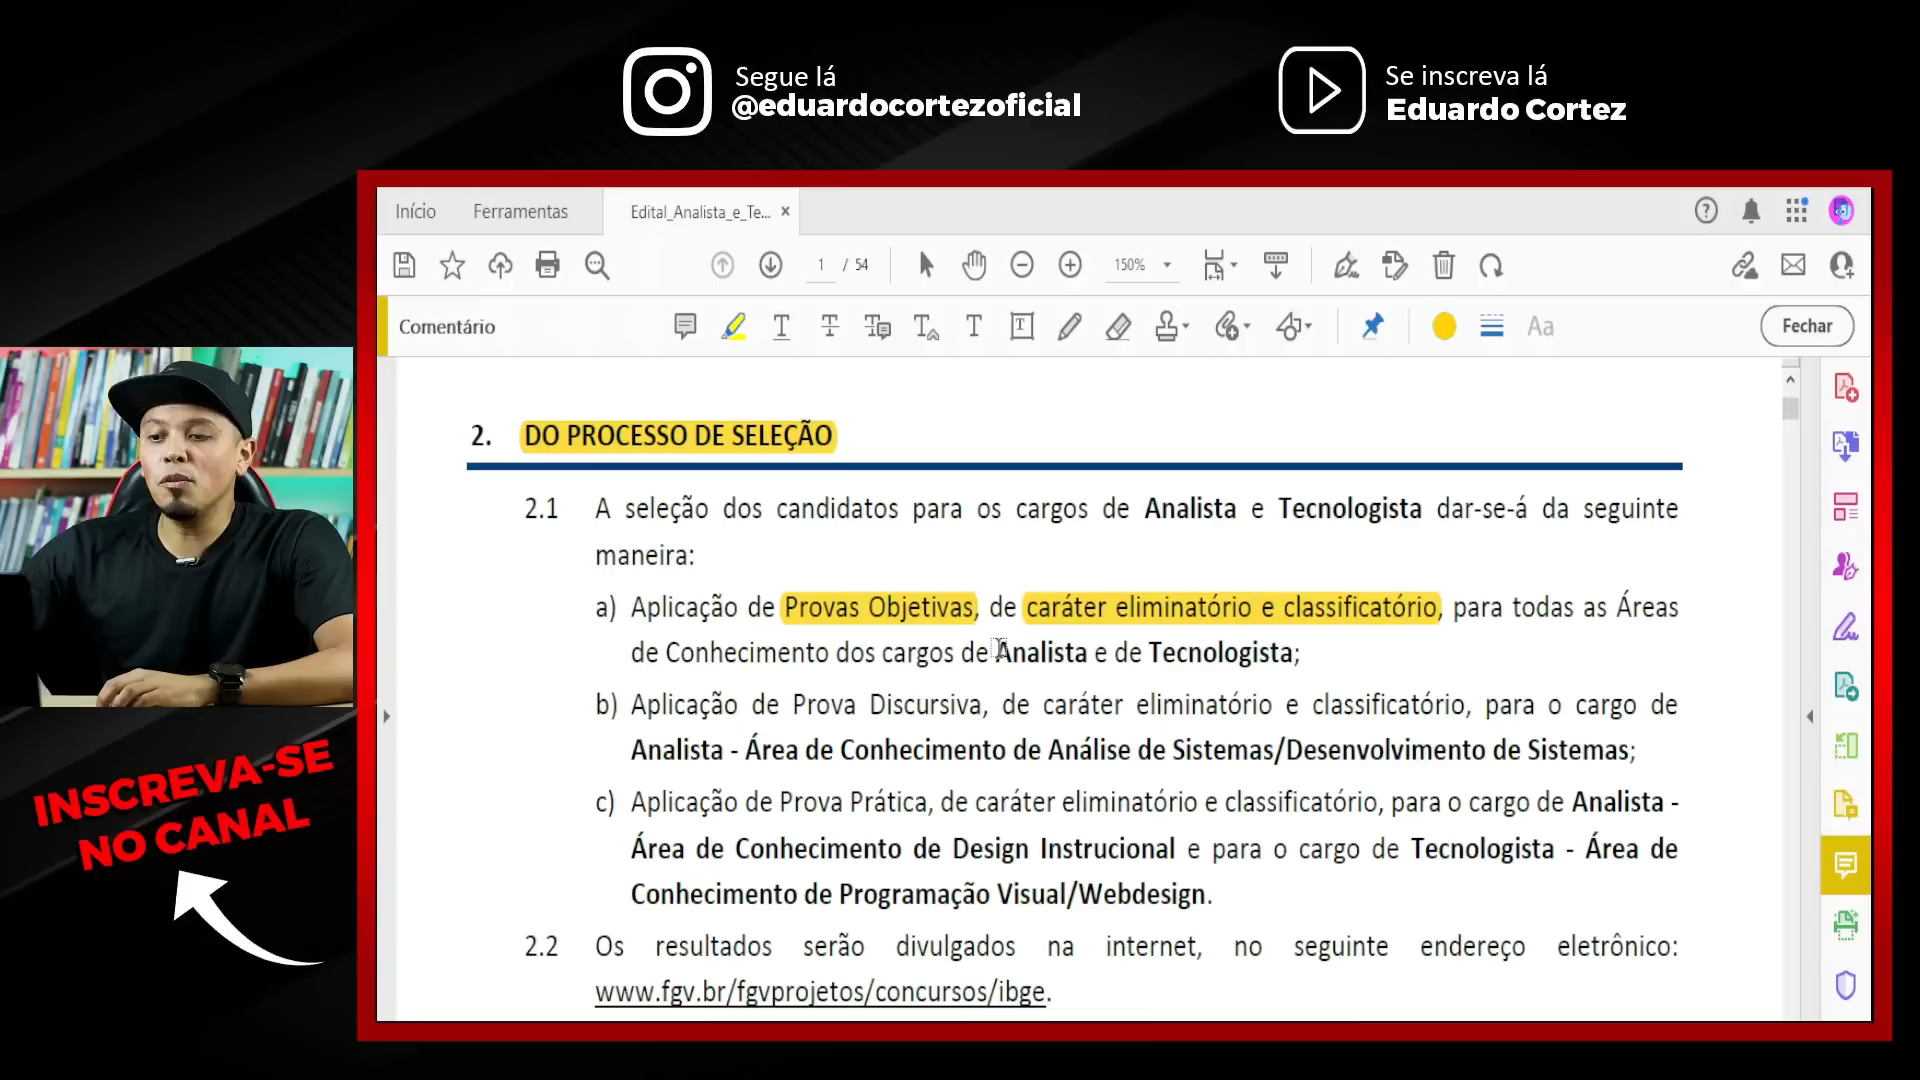 Segue lá
@eduardocortezoficial
Se inscreva lá
Eduardo Cortez
Início
Ferramentas
Edital_Analista_e_Te...
1 / 54
150%
Comentário
Aa
Fechar
2. DO PROCESSO DE SELEÇÃO
2.1 A seleção dos candidatos para os cargos de Analista e Tecnologista dar-se-á da seguinte
maneira:
a) Aplicação de Provas Objetivas, de caráter eliminatório e classificatório, para todas as Áreas
de Conhecimento dos cargos de Analista e de Tecnologista;
b) Aplicação de Prova Discursiva, de caráter eliminatório e classificatório, para o cargo de
Analista - Área de Conhecimento de Análise de Sistemas/Desenvolvimento de Sistemas;
c) Aplicação de Prova Prática, de caráter eliminatório e classificatório, para o cargo de Analista -
Área de Conhecimento de Design Instrucional e para o cargo de Tecnologista - Área de
Conhecimento de Programação Visual/Webdesign.
2.2 Os resultados serão divulgados na internet, no seguinte endereço eletrônico:
www.fgv.br/fgvprojetos/concursos/ibge.
INSCREVA-SE
NO CANAL